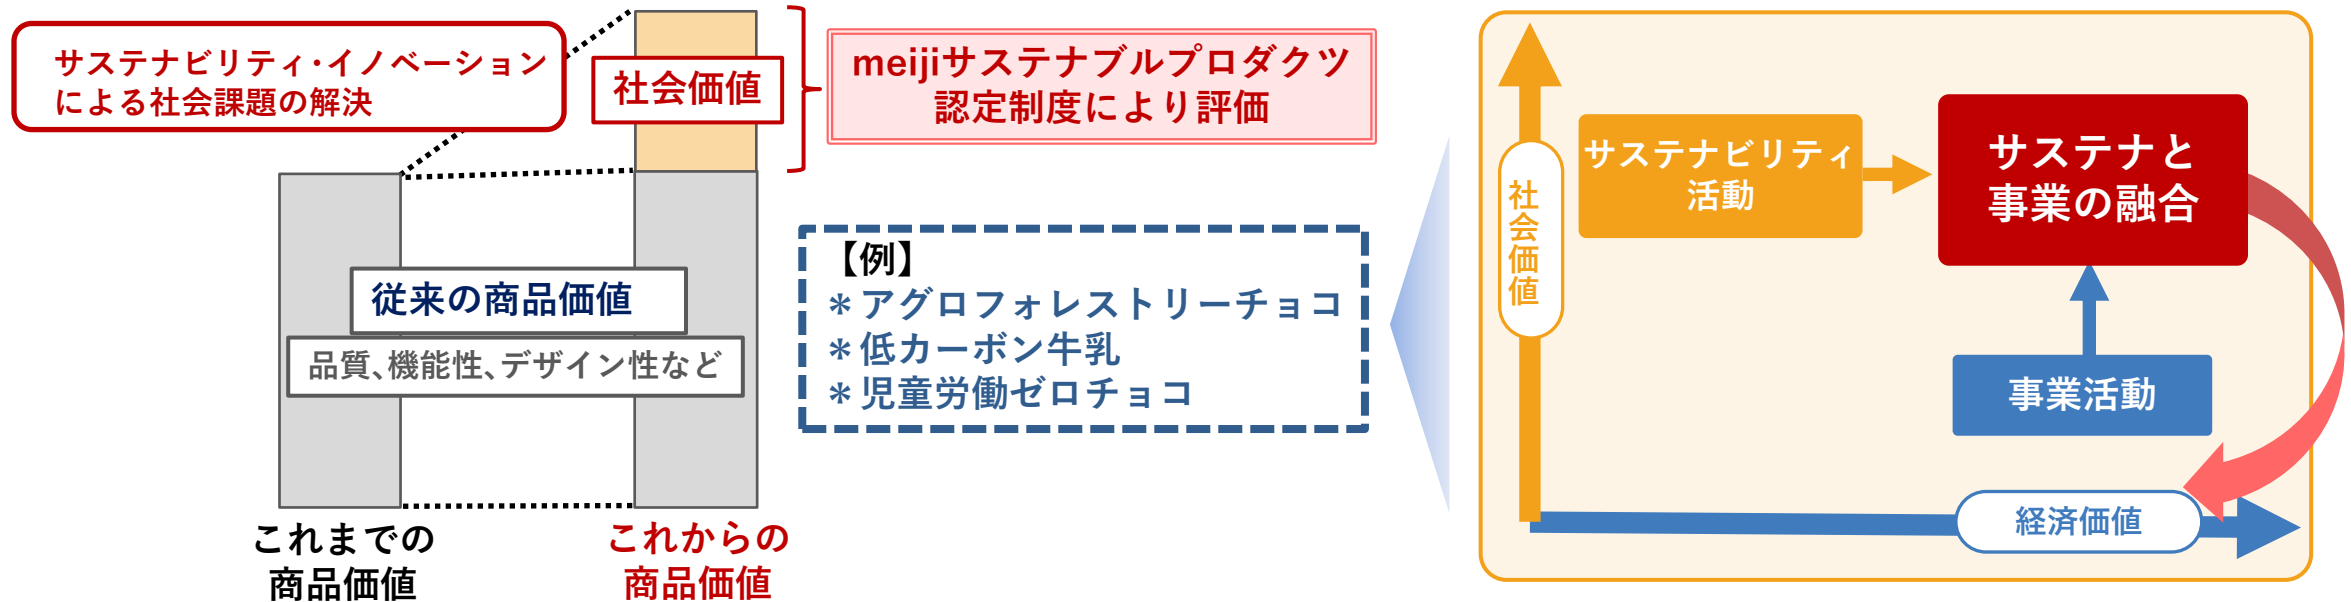 サステナビリティ・イノベーション
による社会課題の解決
社会価値
meijiサステナブルプロダクツ
認定制度により評価
従来の商品価値
品質、機能性、デザイン性など
【例】
＊アグロフォレストリーチョコ
＊低カーボン牛乳
＊児童労働ゼロチョコ
これまでの
商品価値
これからの
商品価値
社会価値
サステナビリティ
活動
サステナと
事業の融合
事業活動
経済価値